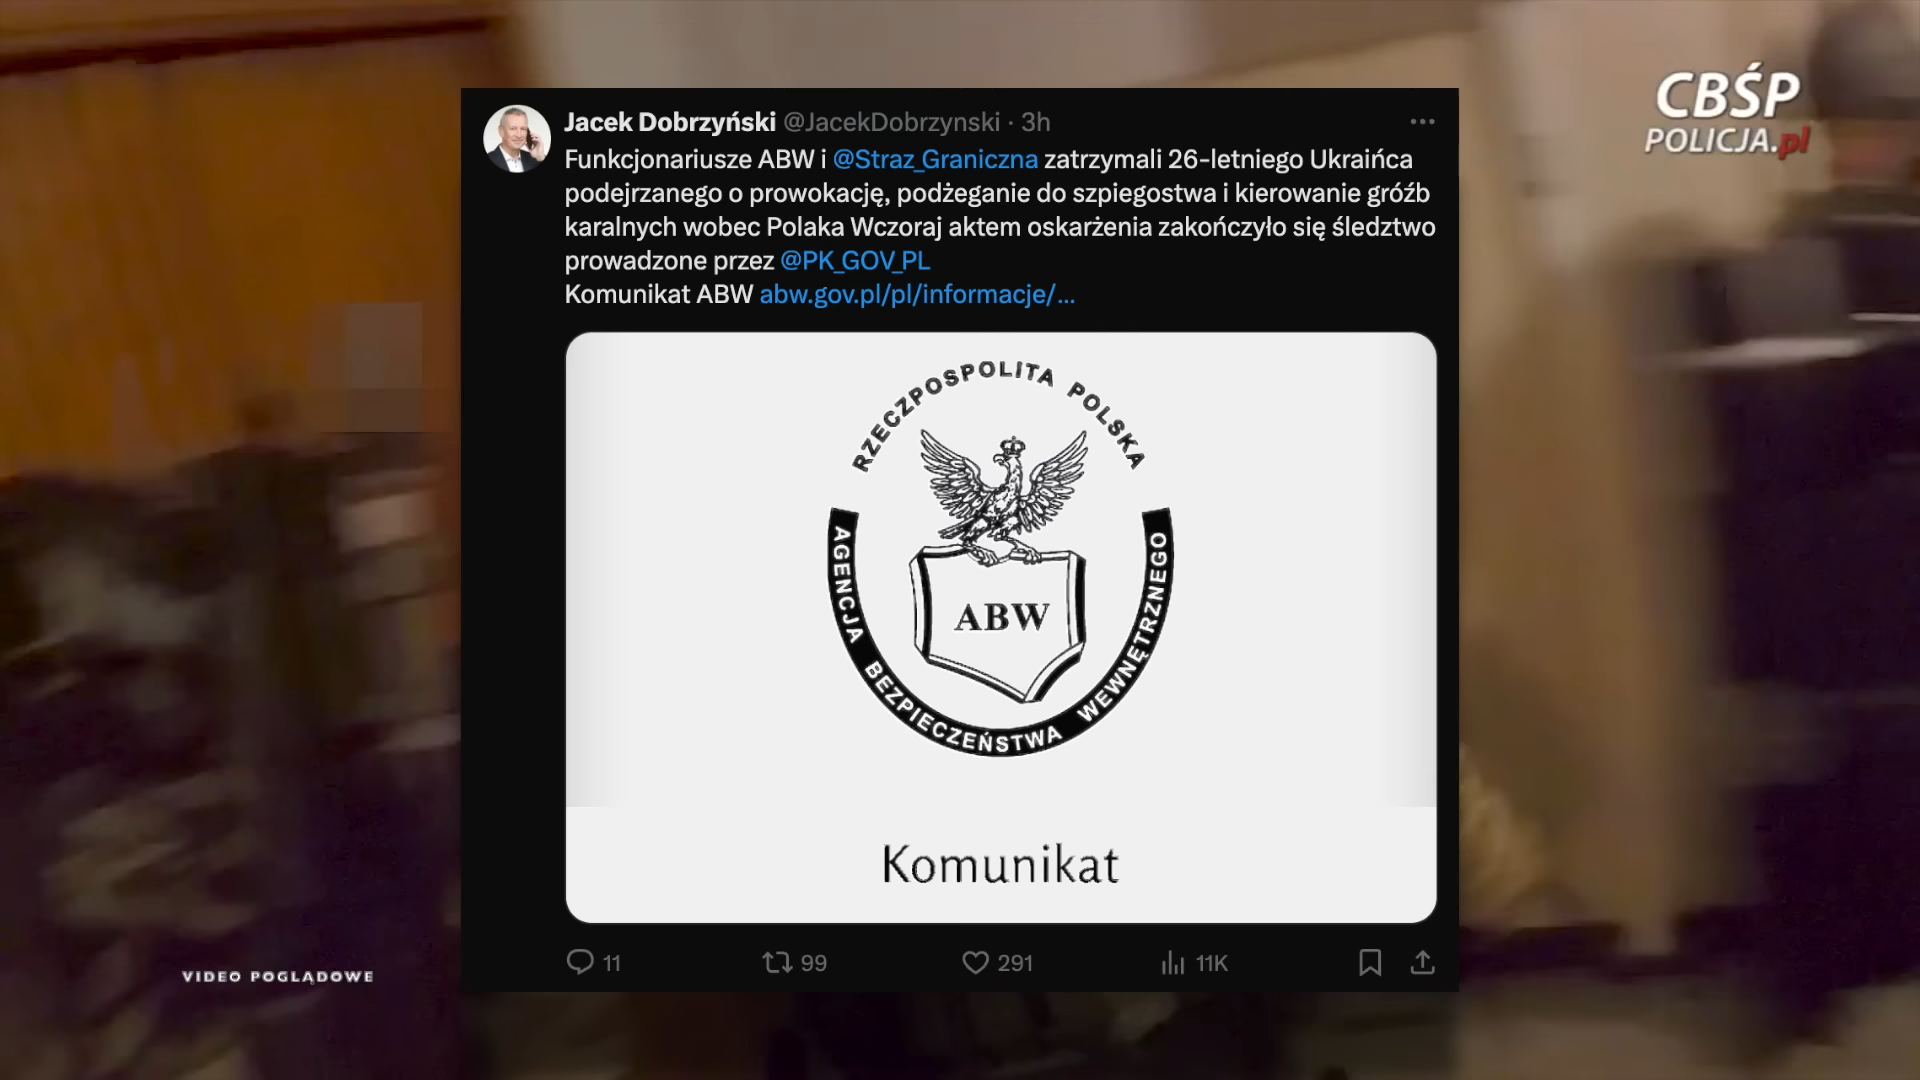 CBŚP
POLICJA.pl
Jacek Dobrzyński @JacekDobrzynski · 3h
Funkcjonariusze ABW i @Straz_Graniczna zatrzymali 26-letniego Ukraińca
podejrzanego o prowokację, podżeganie do szpiegostwa i kierowanie gróźb
karalnych wobec Polaka Wczoraj aktem oskarżenia zakończyło się śledztwo
prowadzone przez @PK_GOV_PL
Komunikat ABW abw.gov.pl/pl/informacje/...
RZECZPOSPOLITA POLSKA
ABW
AGENCJA BEZPIECZEŃSTWA WEWNĘTRZNEGO
Komunikat
11 99 291 11K
VIDEO POGLĄDOWE